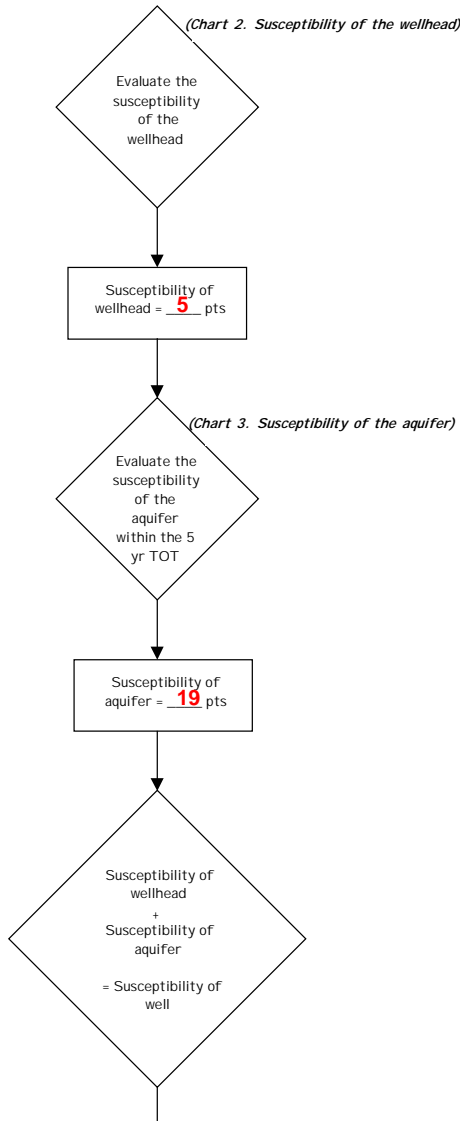 (Chart 2. Susceptibility of the wellhead)
Evaluate the
susceptibility
of the
wellhead
Susceptibility of
wellhead = __5__ pts
(Chart 3. Susceptibility of the aquifer)
Evaluate the
susceptibility
of the
aquifer
within the 5
yr TOT
Susceptibility of
aquifer = __19__ pts
Susceptibility of
wellhead
+
Susceptibility of
aquifer
= Susceptibility of
well